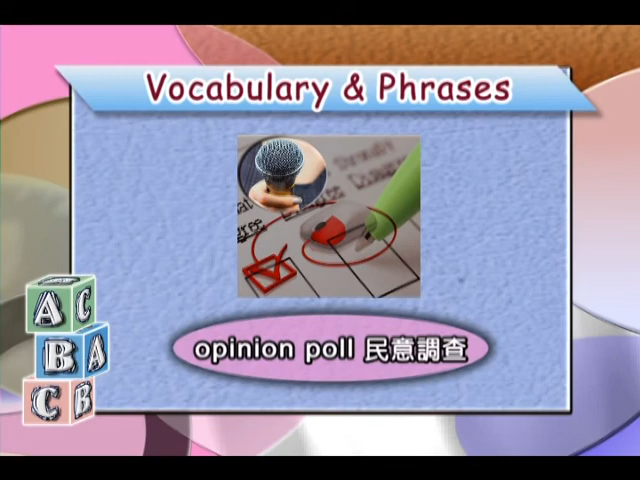 Vocabulary & Phrases
opinion poll 民意調查
A C
B A
C B